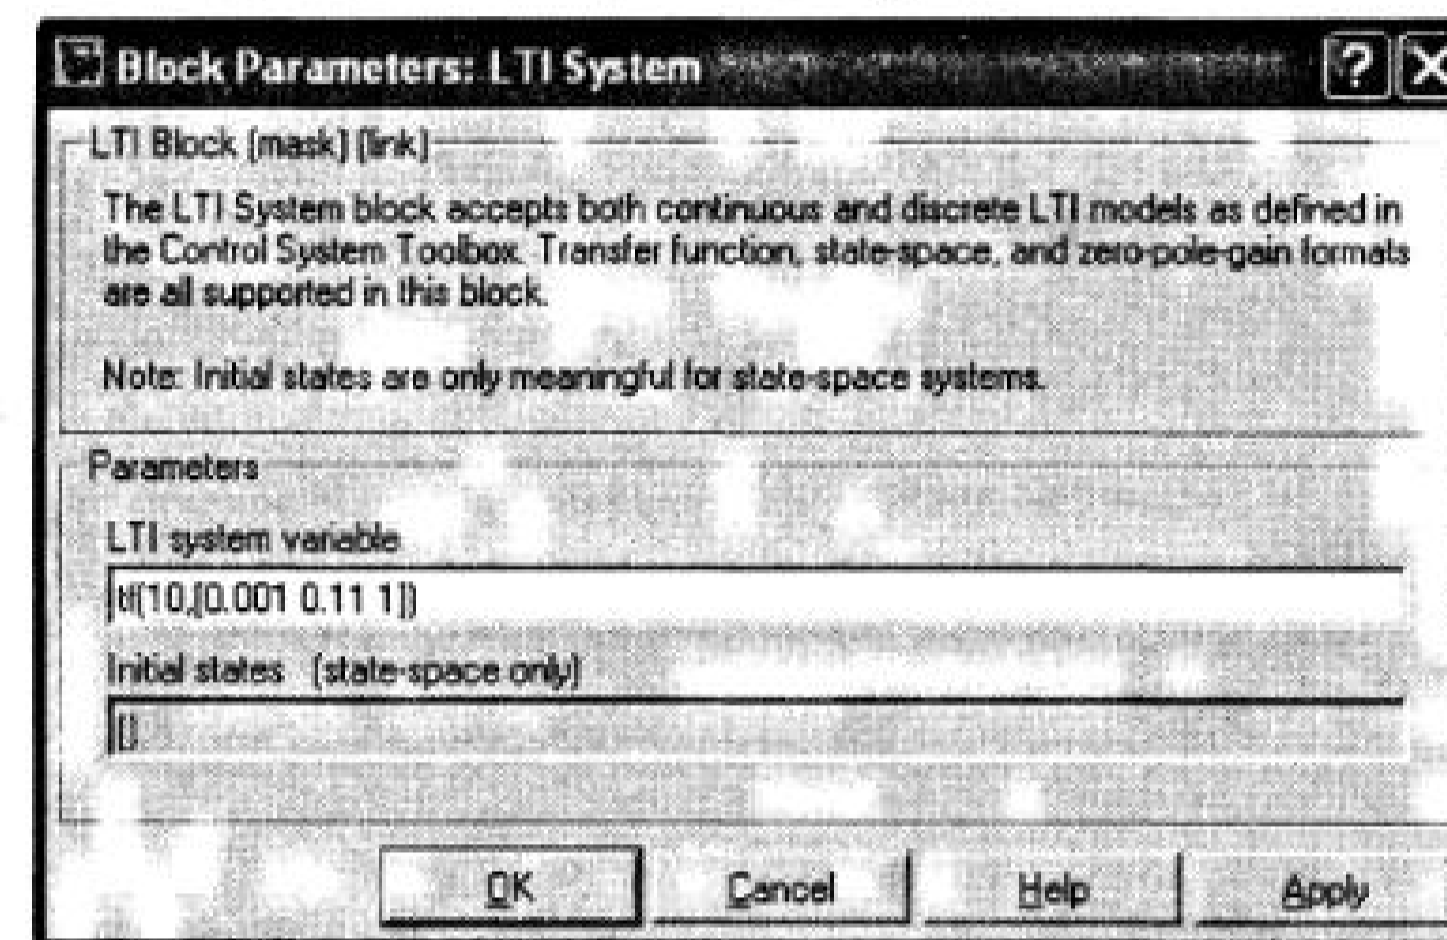 Block Parameters: LTI System
LTI Block (mask) (link)
The LTI System block accepts both continuous and discrete LTI models as defined in
the Control System Toolbox. Transfer function, state-space, and zero-pole-gain formats
are all supported in this block.
Note: Initial states are only meaningful for state-space systems.
Parameters
LTI system variable
tf(10,[0.001 0.11 1])
Initial states (state-space only)
[]
OK Cancel Help Apply